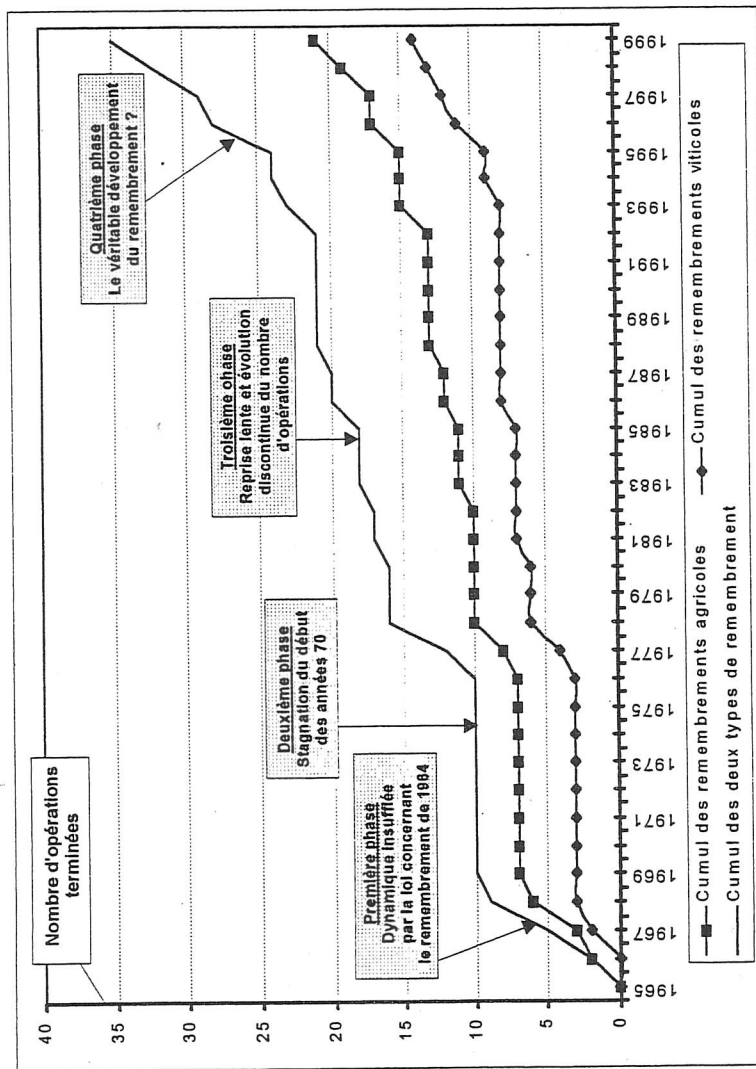 Nombre d'opérations
terminées
40
35
30
25
20
15
10
5
0
Première phase
Dynamique insufflée
par la loi concernant
le remembrement de 1964
Deuxième phase
Stagnation du début
des années 70
Troisième phase
Reprise lente et évolution
discontinue du nombre
d'opérations
Quatrième phase
Le véritable développement
du remembrement ?
1965
1967
1969
1971
1973
1975
1977
1979
1981
1983
1985
1987
1989
1991
1993
1995
1997
1999
Cumul des remembrements agricoles
Cumul des remembrements viticoles
Cumul des deux types de remembrement